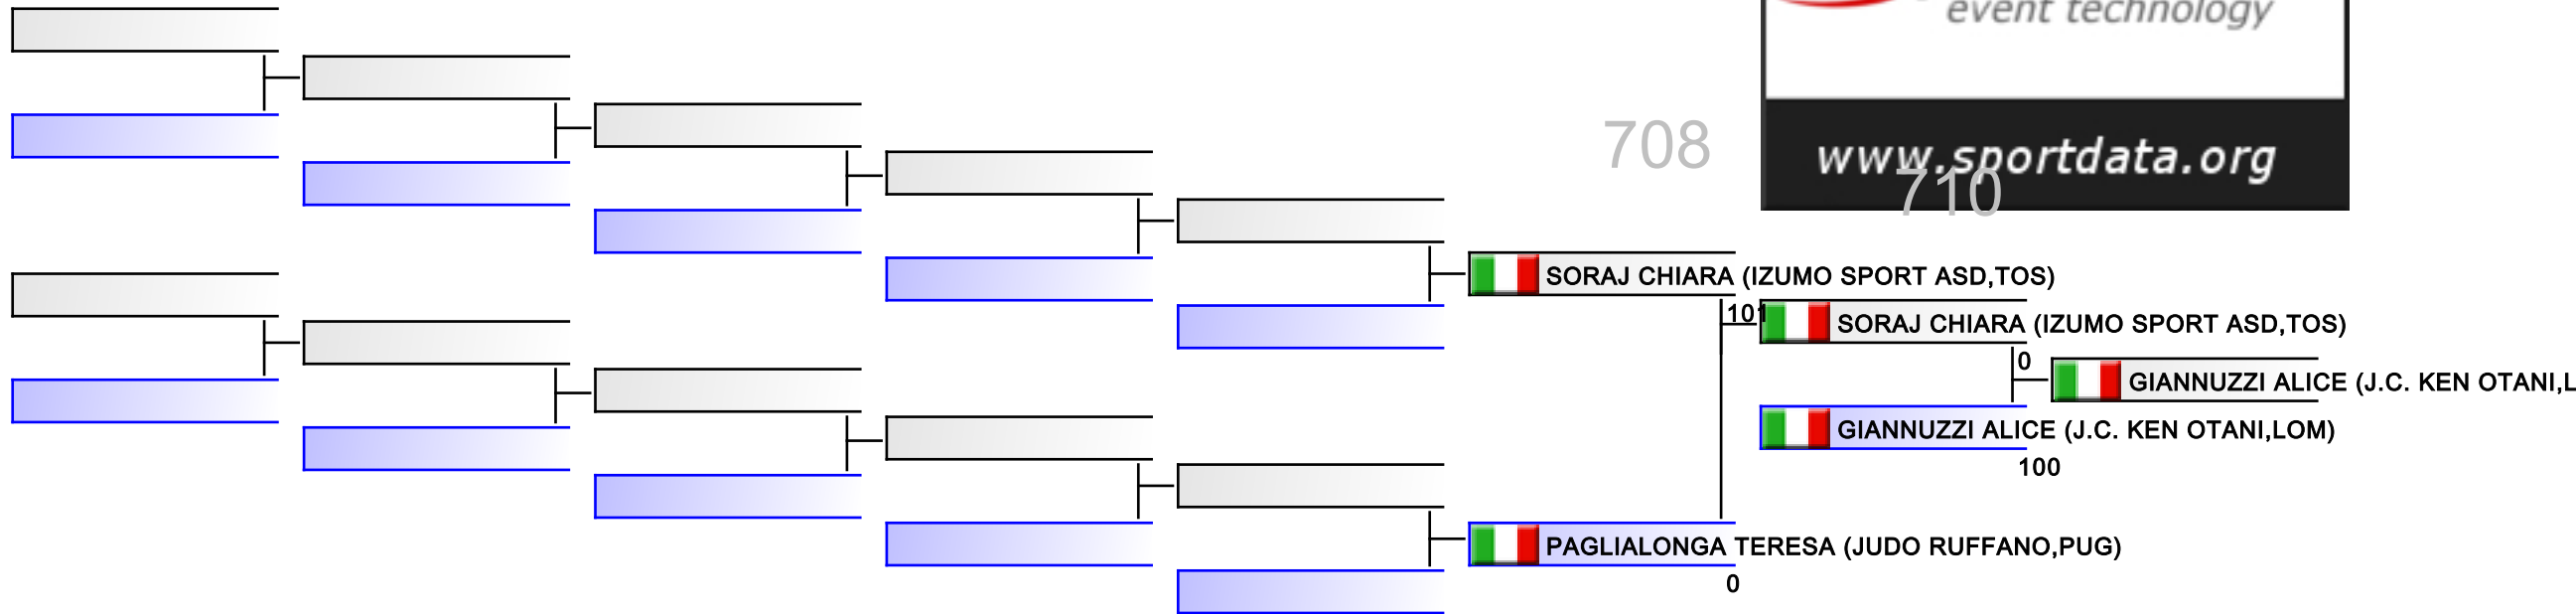 event technology
www.sportdata.org
708
710
SORAJ CHIARA (IZUMO SPORT ASD,TOS)
101
SORAJ CHIARA (IZUMO SPORT ASD,TOS)
0
GIANNUZZI ALICE (J.C. KEN OTANI,L
GIANNUZZI ALICE (J.C. KEN OTANI,LOM)
100
PAGLIALONGA TERESA (JUDO RUFFANO,PUG)
0